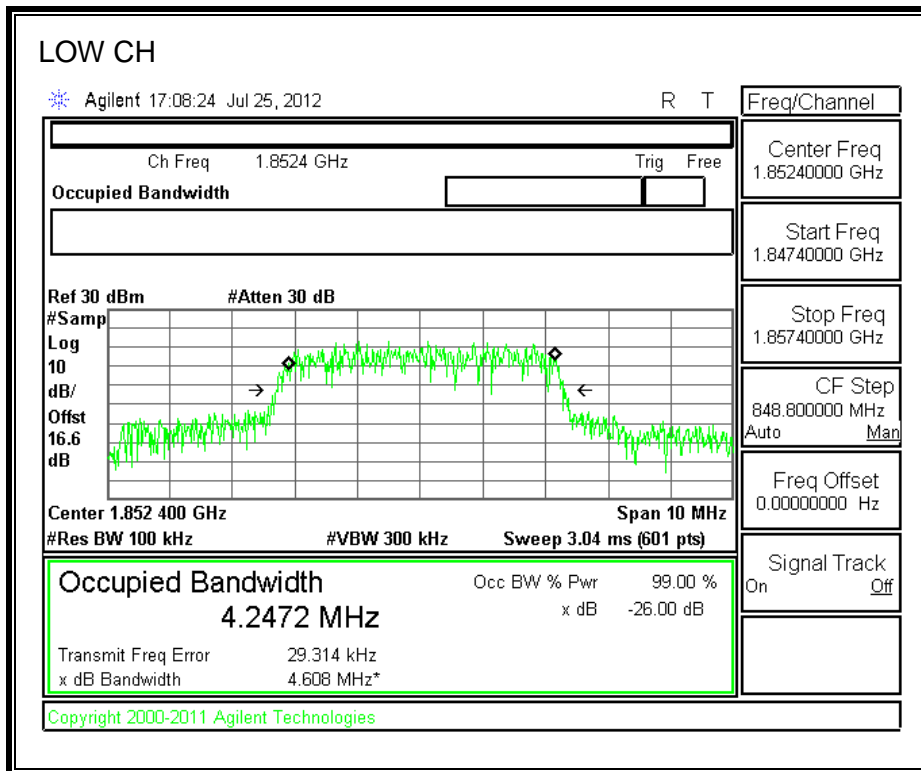 LOW CH
Agilent 17:08:24 Jul 25, 2012 R T
Freq/Channel
Ch Freq 1.8524 GHz Trig Free
Occupied Bandwidth
Center Freq
1.85240000 GHz
Start Freq
1.84740000 GHz
Stop Freq
1.85740000 GHz
CF Step
848.800000 MHz
Auto Man
Freq Offset
0.00000000 Hz
Signal Track
On Off
Ref 30 dBm #Atten 30 dB
#Samp
Log
10
dB/
Offst
16.6
dB
Center 1.852 400 GHz Span 10 MHz
#Res BW 100 kHz #VBW 300 kHz Sweep 3.04 ms (601 pts)
Occupied Bandwidth Occ BW % Pwr 99.00 %
4.2472 MHz x dB -26.00 dB
Transmit Freq Error 29.314 kHz
x dB Bandwidth 4.608 MHz*
Copyright 2000-2011 Agilent Technologies